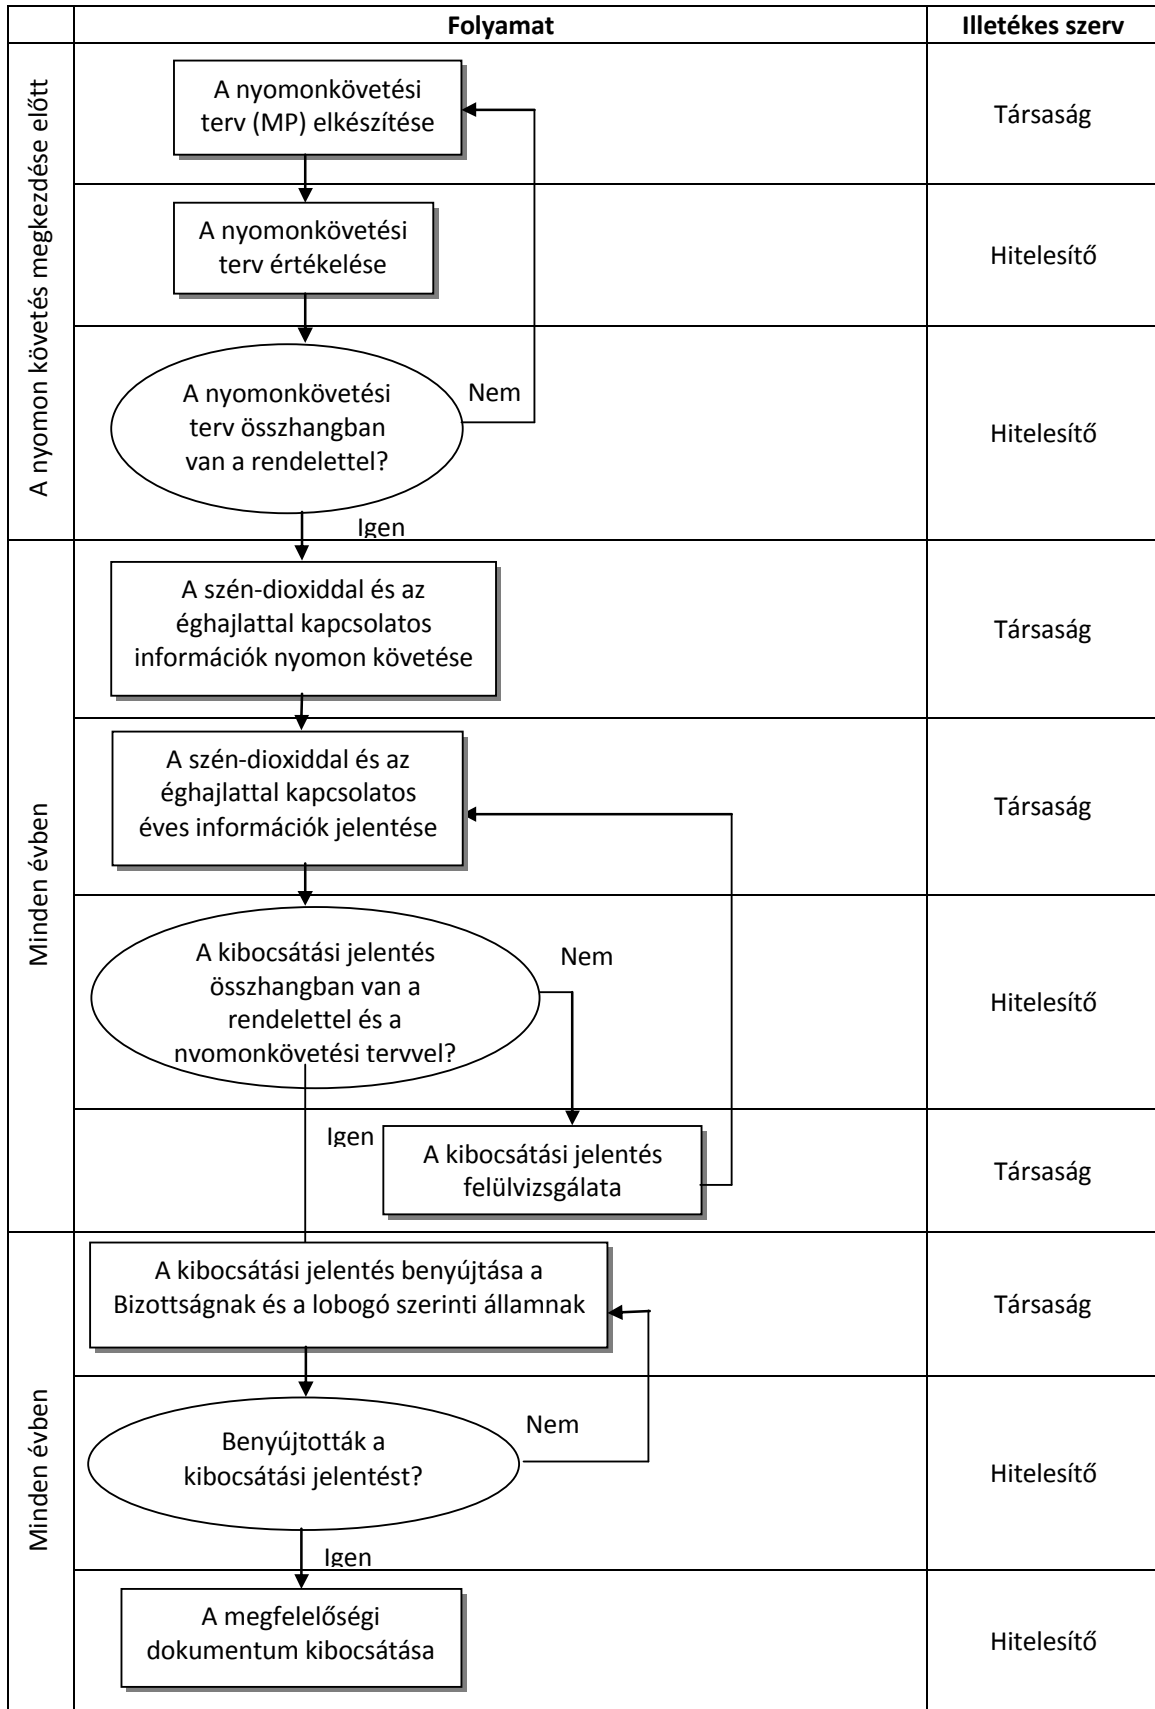 Folyamat
Illetékes szerv
A nyomon követés megkezdése előtt
A nyomonkövetési
terv (MP) elkészítése
Társaság
A nyomonkövetési
terv értékelése
Hitelesítő
A nyomonkövetési
terv összhangban
van a rendelettel?
Nem
Hitelesítő
Igen
Minden évben
A szén-dioxiddal és az
éghajlattal kapcsolatos
információk nyomon követése
Társaság
A szén-dioxiddal és az
éghajlattal kapcsolatos
éves információk jelentése
Társaság
A kibocsátási jelentés
összhangban van a
rendelettel és a
nyomonkövetési tervvel?
Nem
Hitelesítő
Igen
A kibocsátási jelentés
felülvizsgálata
Társaság
Minden évben
A kibocsátási jelentés benyújtása a
Bizottságnak és a lobogó szerinti államnak
Társaság
Benyújtották a
kibocsátási jelentést?
Nem
Hitelesítő
Igen
A megfelelőségi
dokumentum kibocsátása
Hitelesítő